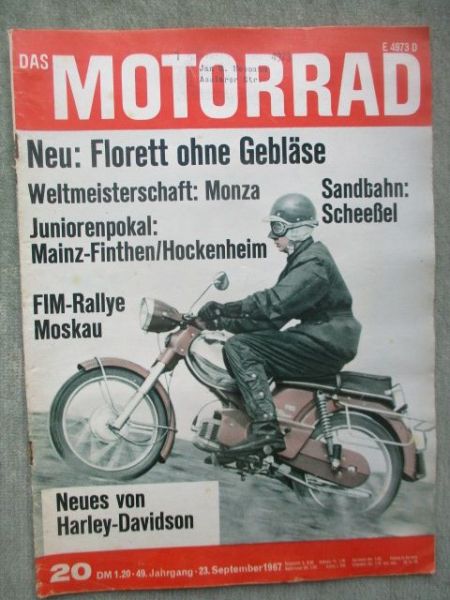 E 4973 D
DAS MOTORRAD
Neu: Florett ohne Gebläse
Weltmeisterschaft: Monza
Sandbahn:
Scheeßel
Juniorenpokal:
Mainz-Finthen/Hockenheim
FIM-Rallye
Moskau
Neues von
Harley-Davidson
20 DM 1.20 · 49. Jahrgang · 23. September 1967